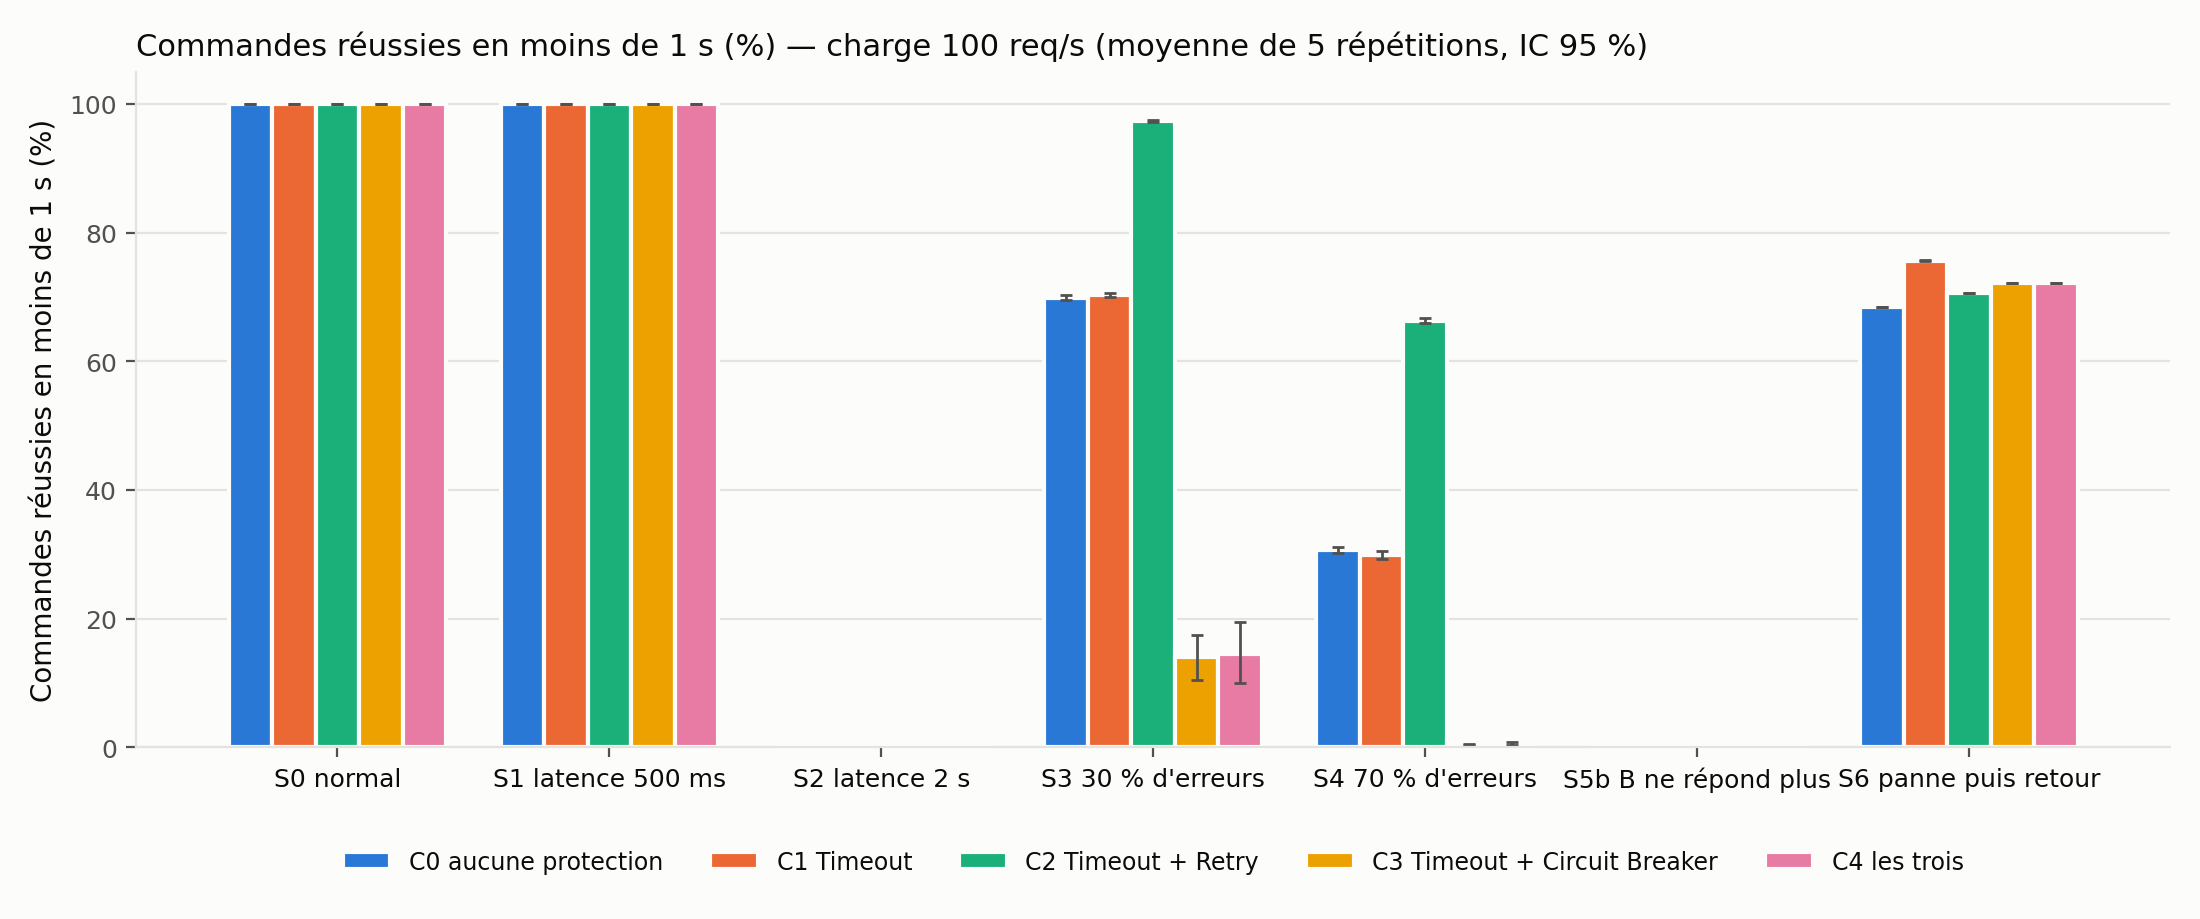 Commandes réussies en moins de 1 s (%) — charge 100 req/s (moyenne de 5 répétitions, IC 95 %)
Commandes réussies en moins de 1 s (%)
100
80
60
40
20
0
S0 normal
S1 latence 500 ms
S2 latence 2 s
S3 30 % d'erreurs
S4 70 % d'erreurs
S5b B ne répond plus
S6 panne puis retour
C0 aucune protection
C1 Timeout
C2 Timeout + Retry
C3 Timeout + Circuit Breaker
C4 les trois